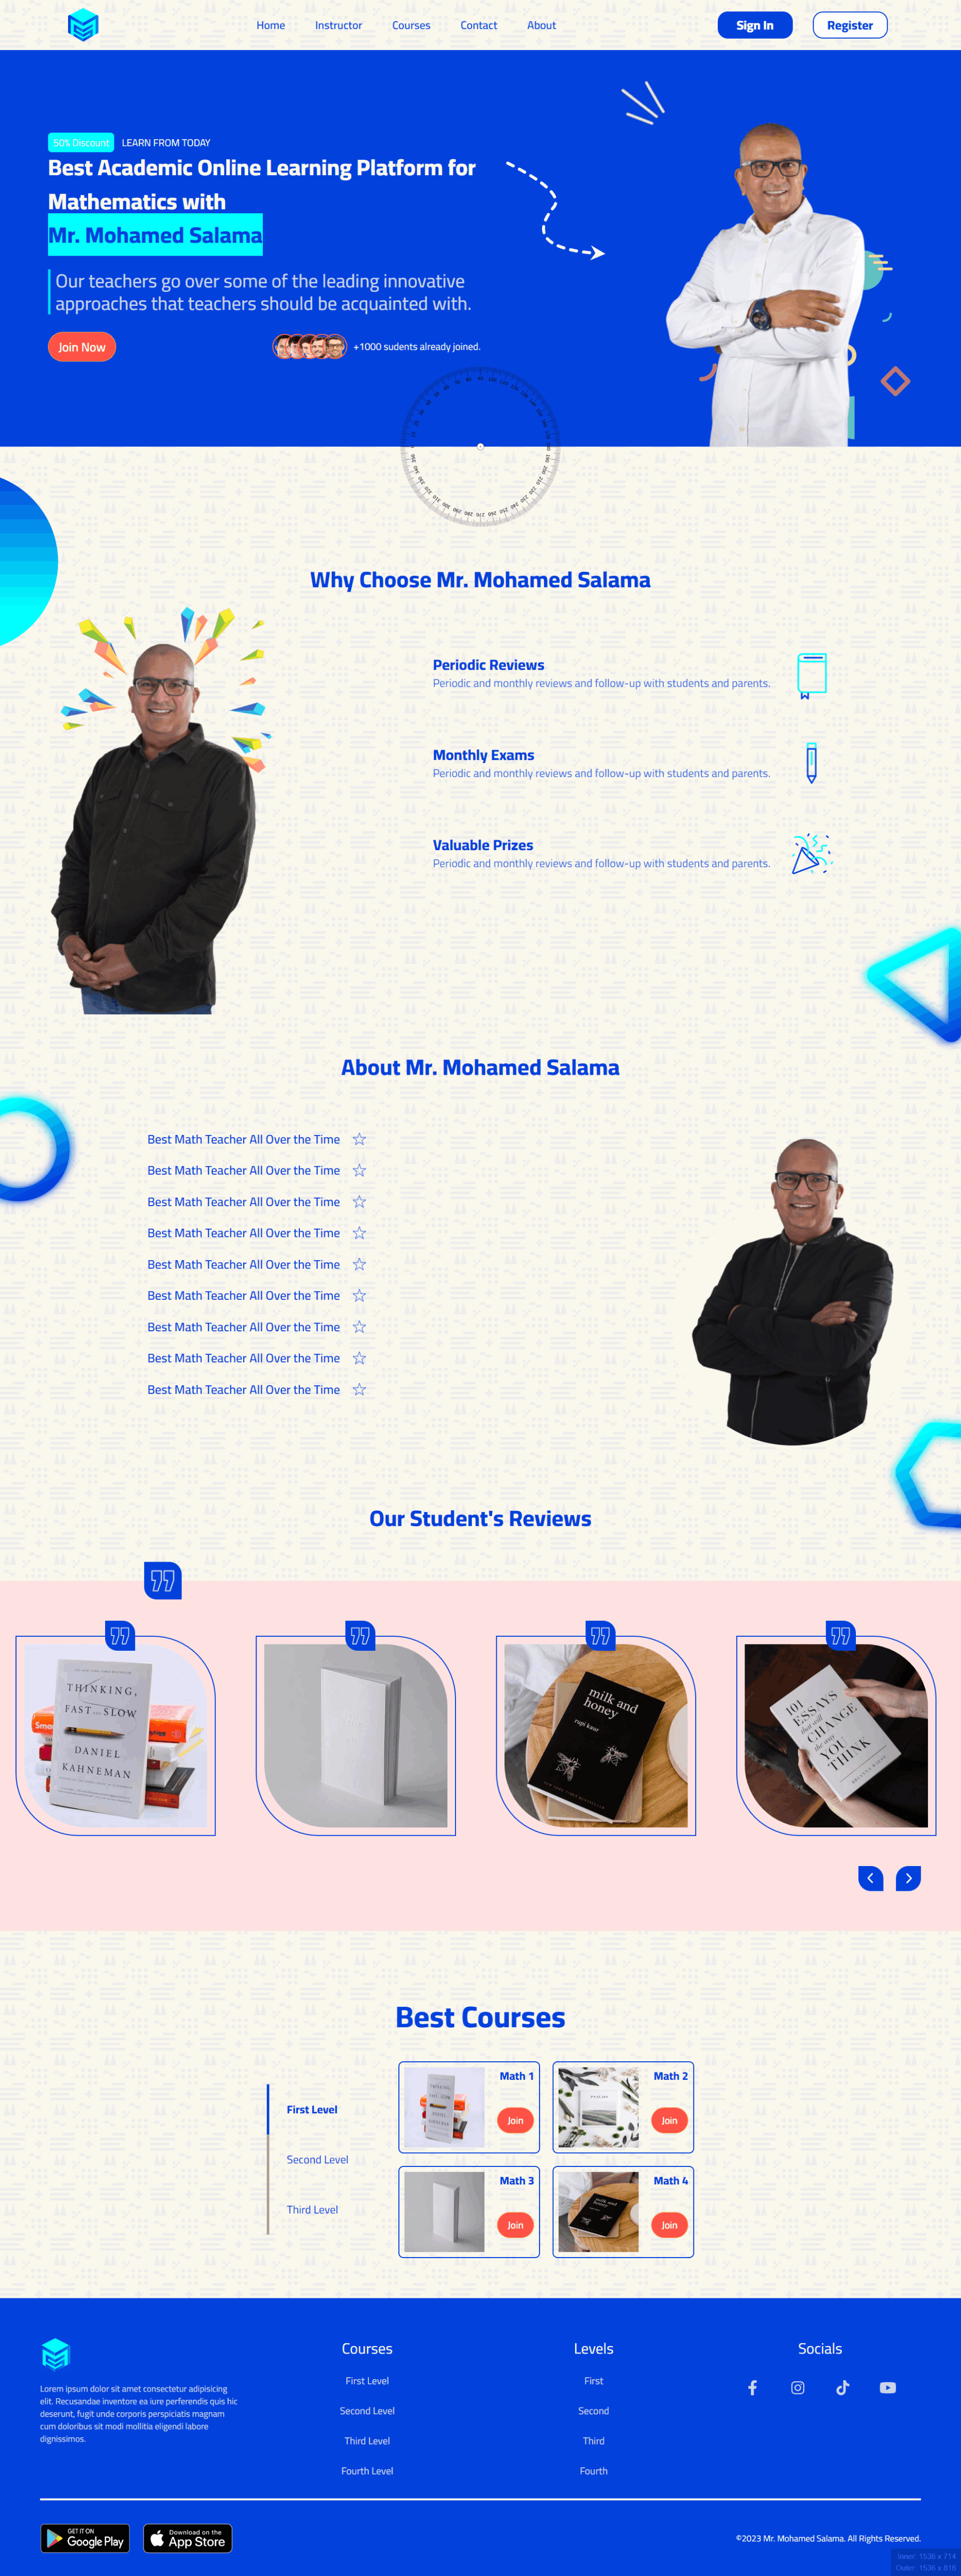 Home Instructor Courses Contact About Sign In Register
50% Discount LEARN FROM TODAY
Best Academic Online Learning Platform for
Mathematics with
Mr. Mohamed Salama
Our teachers go over some of the leading innovative
approaches that teachers should be acquainted with.
Join Now +1000 sudents already joined.
Why Choose Mr. Mohamed Salama
Periodic Reviews
Periodic and monthly reviews and follow-up with students and parents.
Monthly Exams
Periodic and monthly reviews and follow-up with students and parents.
Valuable Prizes
Periodic and monthly reviews and follow-up with students and parents.
About Mr. Mohamed Salama
Best Math Teacher All Over the Time
Best Math Teacher All Over the Time
Best Math Teacher All Over the Time
Best Math Teacher All Over the Time
Best Math Teacher All Over the Time
Best Math Teacher All Over the Time
Best Math Teacher All Over the Time
Best Math Teacher All Over the Time
Best Math Teacher All Over the Time
Our Student's Reviews
THINKING,
FAST AND SLOW
DANIEL
KAHNEMAN
milk and
honey
rupi kaur
101
ESSAYS
that will
CHANGE
the way
YOU
THINK
Best Courses
First Level
Second Level
Third Level
Math 1
Join
Math 2
Join
Math 3
Join
Math 4
milk and
honey
Join
Lorem ipsum dolor sit amet consectetur adipisicing
elit. Recusandae inventore ea iure perferendis quis hic
deserunt, fugit unde corporis perspiciatis magnam
cum doloribus sit modi mollitia eligendi labore
dignissimos.
Courses
First Level
Second Level
Third Level
Fourth Level
Levels
First
Second
Third
Fourth
Socials
GET IT ON
Google Play
Download on the
App Store
©2023 Mr. Mohamed Salama. All Rights Reserved.
Inner: 1536 x 714
Outer: 1536 x 816